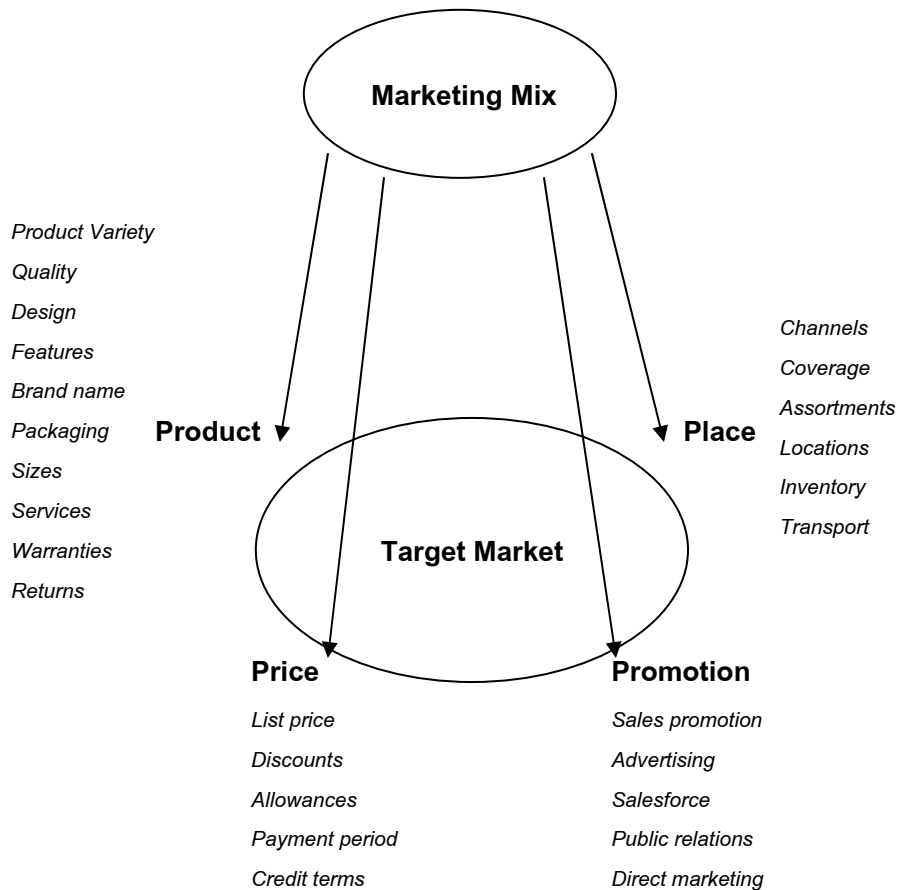 Marketing Mix
Product Variety
Quality
Design
Features
Brand name
Packaging
Sizes
Services
Warranties
Returns
Product
Place
Channels
Coverage
Assortments
Locations
Inventory
Transport
Target Market
Price
List price
Discounts
Allowances
Payment period
Credit terms
Promotion
Sales promotion
Advertising
Salesforce
Public relations
Direct marketing